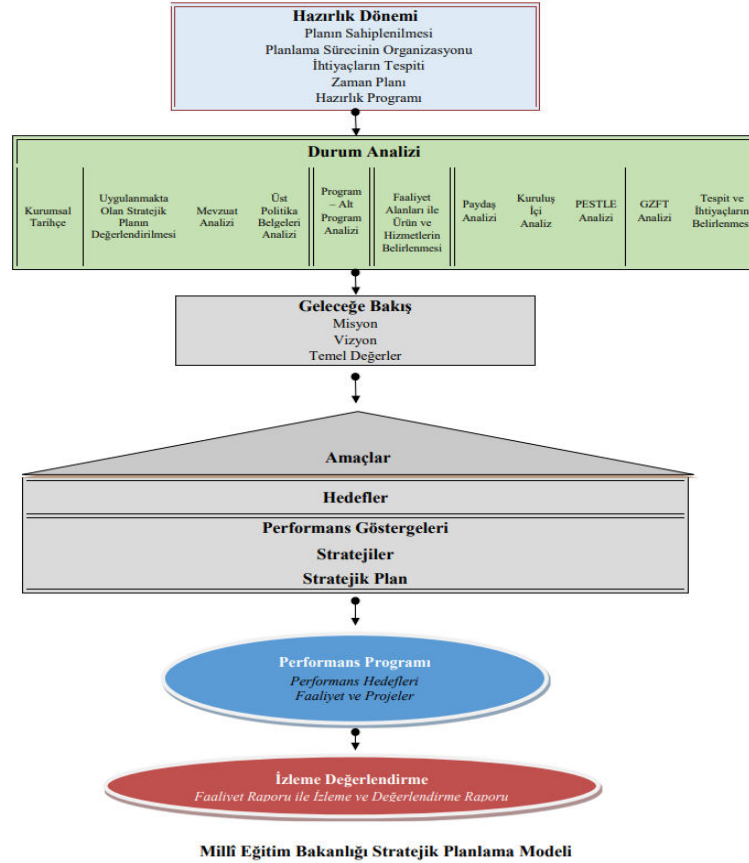 Hazırlık Dönemi
Planın Sahiplenilmesi
Planlama Sürecinin Organizasyonu
İhtiyaçların Tespiti
Zaman Planı
Hazırlık Programı
Durum Analizi
Kurumsal
Tarihçe
Uygulanmakta
Olan Stratejik
Planın
Değerlendirilmesi
Mevzuat
Analizi
Üst
Politika
Belgeleri
Analizi
Program
– Alt
Program
Analizi
Faaliyet
Alanları ile
Ürün ve
Hizmetlerin
Belirlenmesi
Paydaş
Analizi
Kuruluş
İçi
Analiz
PESTLE
Analizi
GZFT
Analizi
Tespit ve
İhtiyaçların
Belirlenmesi
Geleceğe Bakış
Misyon
Vizyon
Temel Değerler
Amaçlar
Hedefler
Performans Göstergeleri
Stratejiler
Stratejik Plan
Performans Programı
Performans Hedefleri
Faaliyet ve Projeler
İzleme Değerlendirme
Faaliyet Raporu ile İzleme ve Değerlendirme Raporu
Millî Eğitim Bakanlığı Stratejik Planlama Modeli